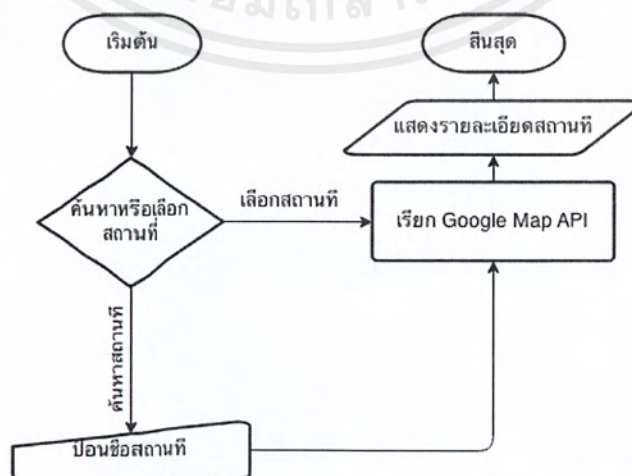 เริ่มต้น
สิ้นสุด
แสดงรายละเอียดสถานที่
ค้นหาหรือเลือก
สถานที่
เลือกสถานที่
เรียก Google Map API
ค้นหาสถานที่
ป้อนชื่อสถานที่